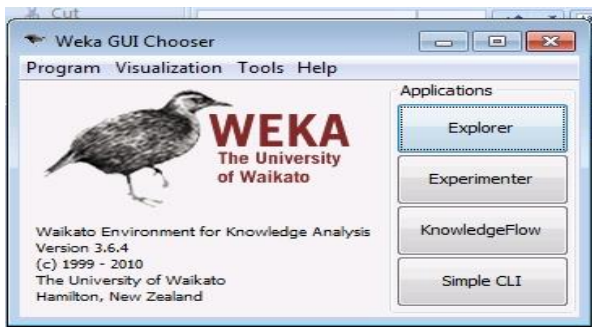 Cut
Weka GUI Chooser
Program Visualization Tools Help
WEKA
The University
of Waikato
Waikato Environment for Knowledge Analysis
Version 3.6.4
(c) 1999 - 2010
The University of Waikato
Hamilton, New Zealand
Applications
Explorer
Experimenter
KnowledgeFlow
Simple CLI